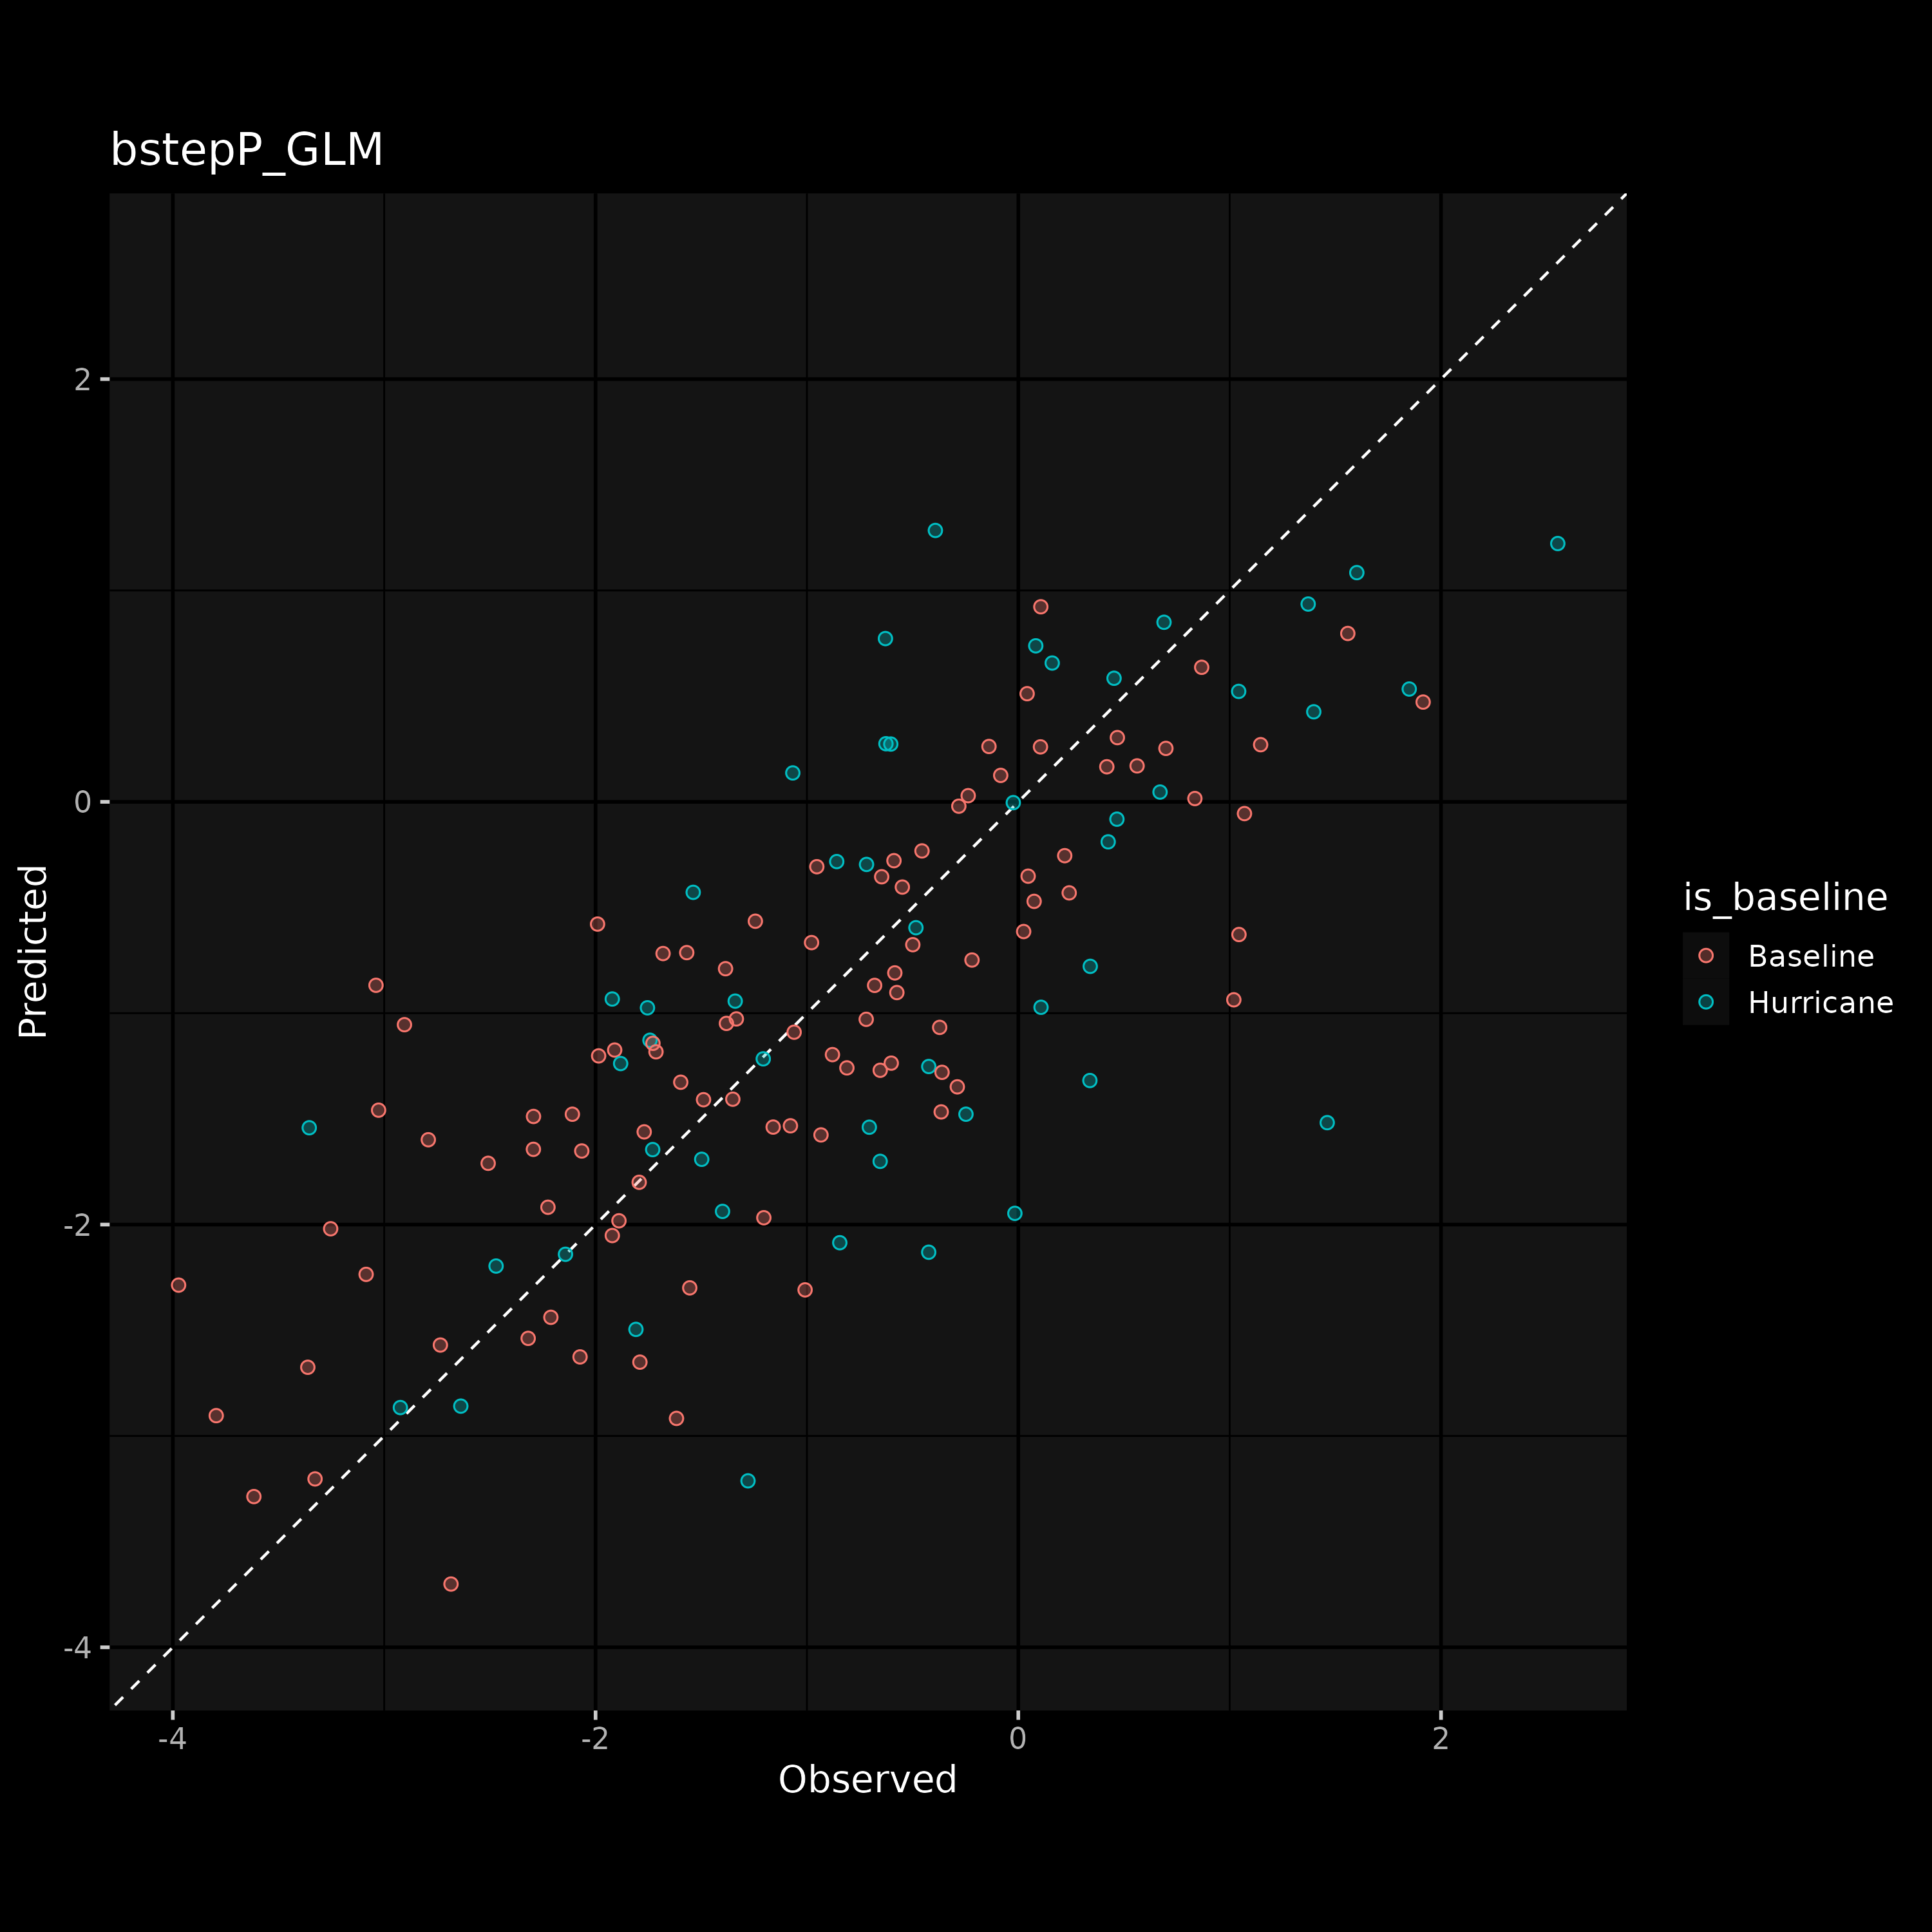 bstepP_GLM
2
0
-2
-4
Predicted
-4
-2
0
2
Observed
is_baseline
Baseline
Hurricane